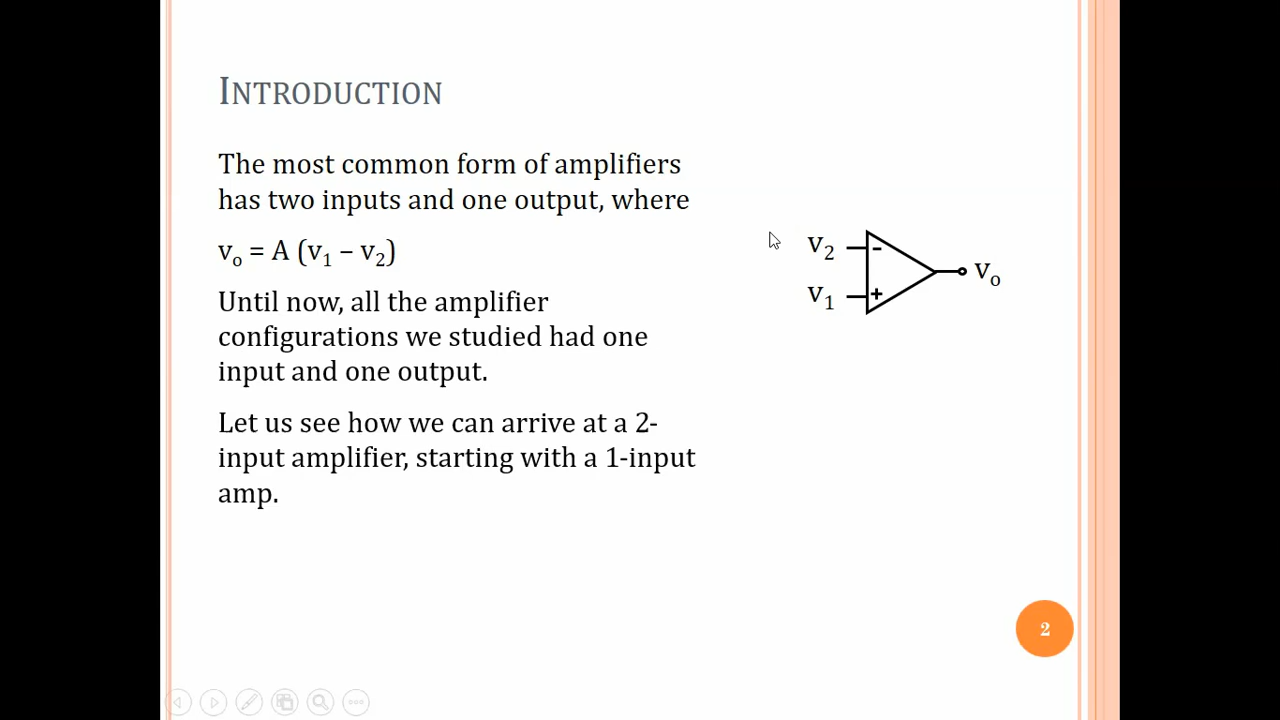 INTRODUCTION
The most common form of amplifiers
has two inputs and one output, where
vₒ = A (v₁ – v₂)
Until now, all the amplifier
configurations we studied had one
input and one output.
Let us see how we can arrive at a 2-
input amplifier, starting with a 1-input
amp.
v₂
-
v₁
+
vₒ
2